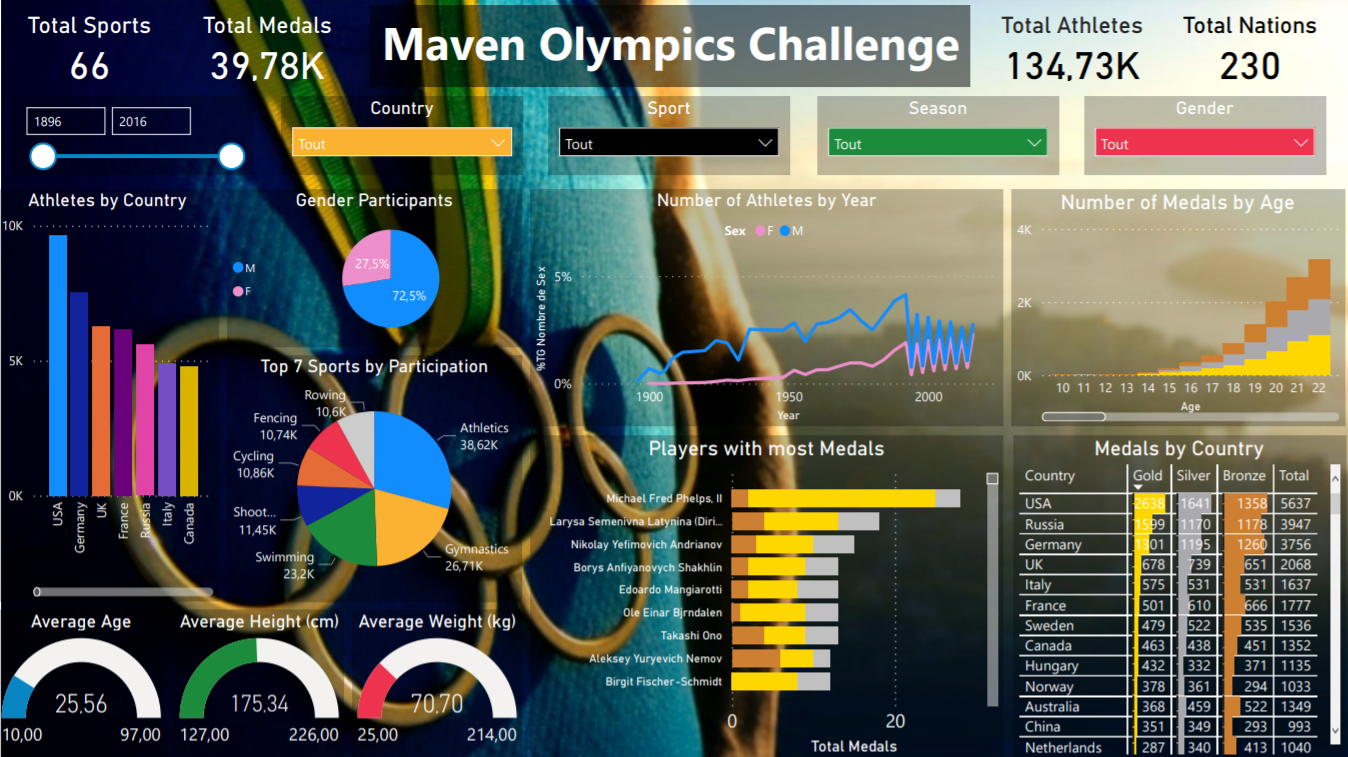 Total Sports
66
Total Medals
39,78K
Maven Olympics Challenge
Total Athletes
134,73K
Total Nations
230
1896
2016
Country
Tout
Sport
Tout
Season
Tout
Gender
Tout
Athletes by Country
10K
5K
0K
USA
Germany
UK
France
Russia
Italy
Canada
Gender Participants
M
F
27,5%
72,5%
Top 7 Sports by Participation
Rowing
10,6K
Fencing
10,74K
Cycling
10,86K
Shoot...
11,45K
Swimming
23,2K
Athletics
38,62K
Gymnastics
26,71K
Number of Athletes by Year
Sex F M
%TG Nombre de Sex
5%
0%
1900 1950 2000
Year
Number of Medals by Age
4K
2K
0K
10 11 12 13 14 15 16 17 18 19 20 21 22
Age
Average Age
25,56
10,00 97,00
Average Height (cm)
175,34
127,00 226,00
Average Weight (kg)
70,70
25,00 214,00
Players with most Medals
Michael Fred Phelps, II
Larysa Semenivna Latynina (Diri...
Nikolay Yefimovich Andrianov
Borys Anfiyanovych Shakhlin
Edoardo Mangiarotti
Ole Einar Bjrndalen
Takashi Ono
Aleksey Yuryevich Nemov
Birgit Fischer-Schmidt
0 20
Total Medals
Medals by Country
Country Gold Silver Bronze Total
USA 2638 1641 1358 5637
Russia 1599 1170 1178 3947
Germany 1301 1195 1260 3756
UK 678 739 651 2068
Italy 575 531 531 1637
France 501 610 666 1777
Sweden 479 522 535 1536
Canada 463 438 451 1352
Hungary 432 332 371 1135
Norway 378 361 294 1033
Australia 368 459 522 1349
China 351 349 293 993
Netherlands 287 340 413 1040